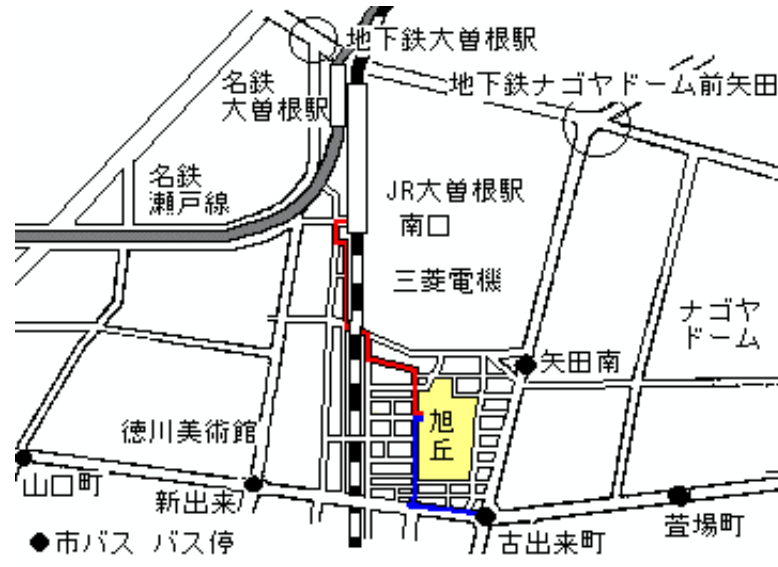 地下鉄大曽根駅
地下鉄ナゴヤドーム前矢田
名鉄
大曽根駅
名鉄
瀬戸線
JR大曽根駅
南口
三菱電機
ナゴヤ
ドーム
矢田南
旭
丘
徳川美術館
山口町
新出来
古出来町
萱場町
●市バス バス停